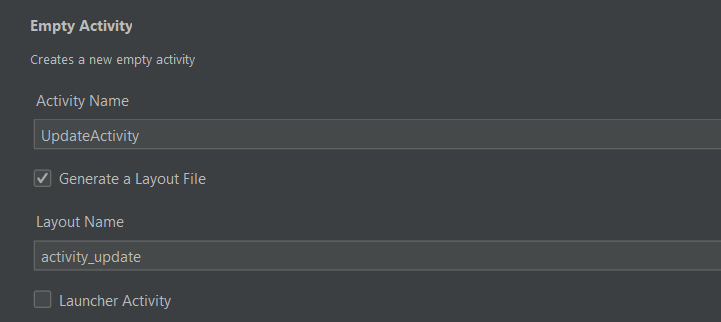 Empty Activity
Creates a new empty activity
Activity Name
UpdateActivity
Generate a Layout File
Layout Name
activity_update
Launcher Activity